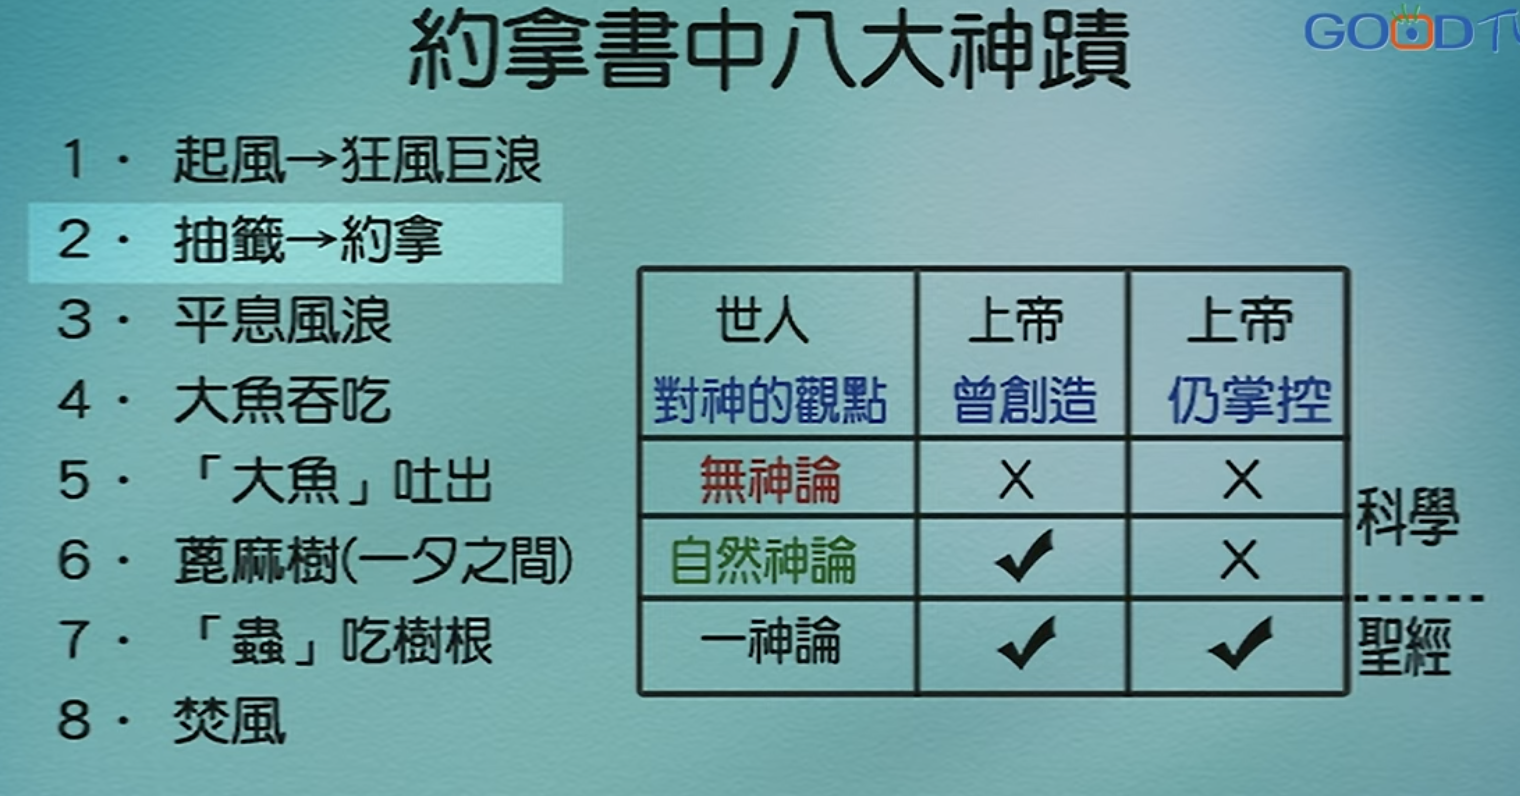 約拿書中八大神蹟
GOODTV
1· 起風→狂風巨浪
2· 抽籤→約拿
3· 平息風浪
4· 大魚吞吃
5· 「大魚」吐出
6· 蓖麻樹(一夕之間)
7· 「蟲」吃樹根
8· 焚風
世人 上帝 上帝
對神的觀點 曾創造 仍掌控
無神論 X X
自然神論 ✓ X
科學
一神論 ✓ ✓
聖經